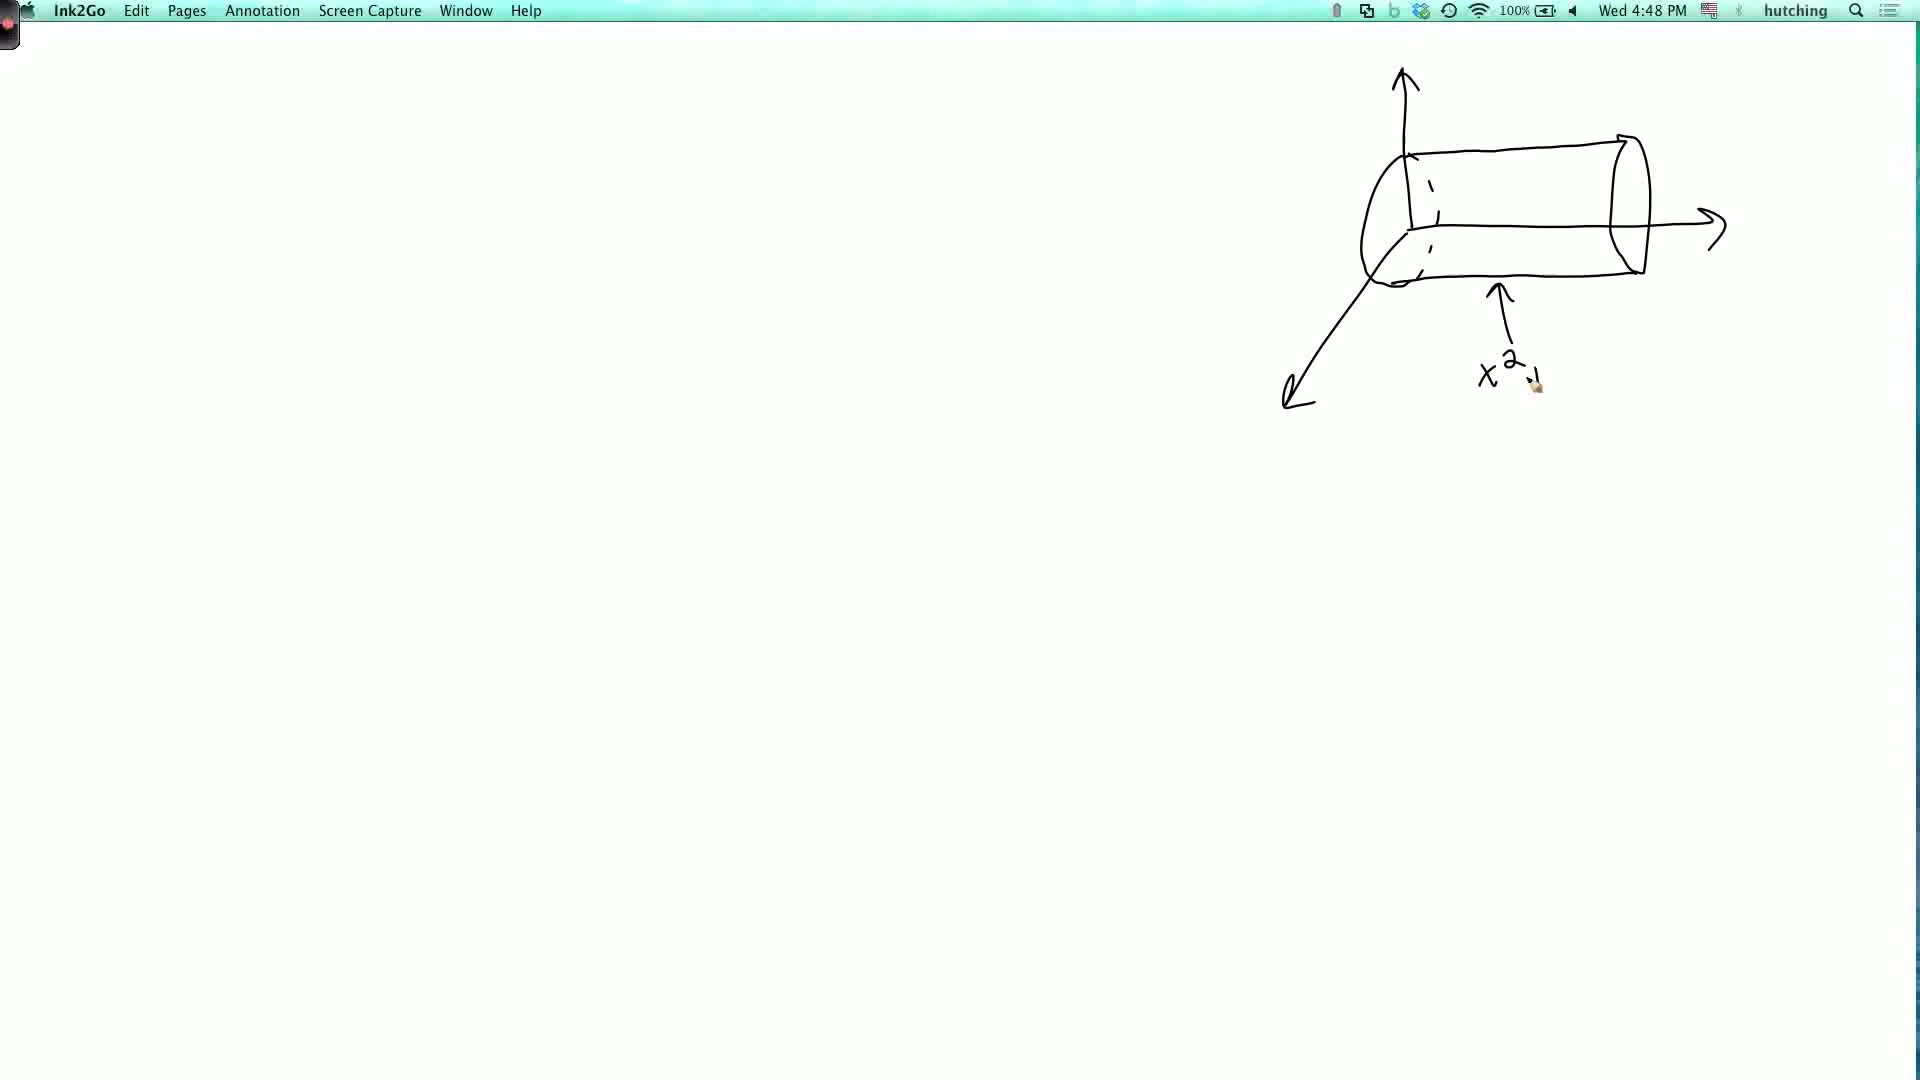 Ink2Go Edit Pages Annotation Screen Capture Window Help 100% Wed 4:48 PM hutching
x²